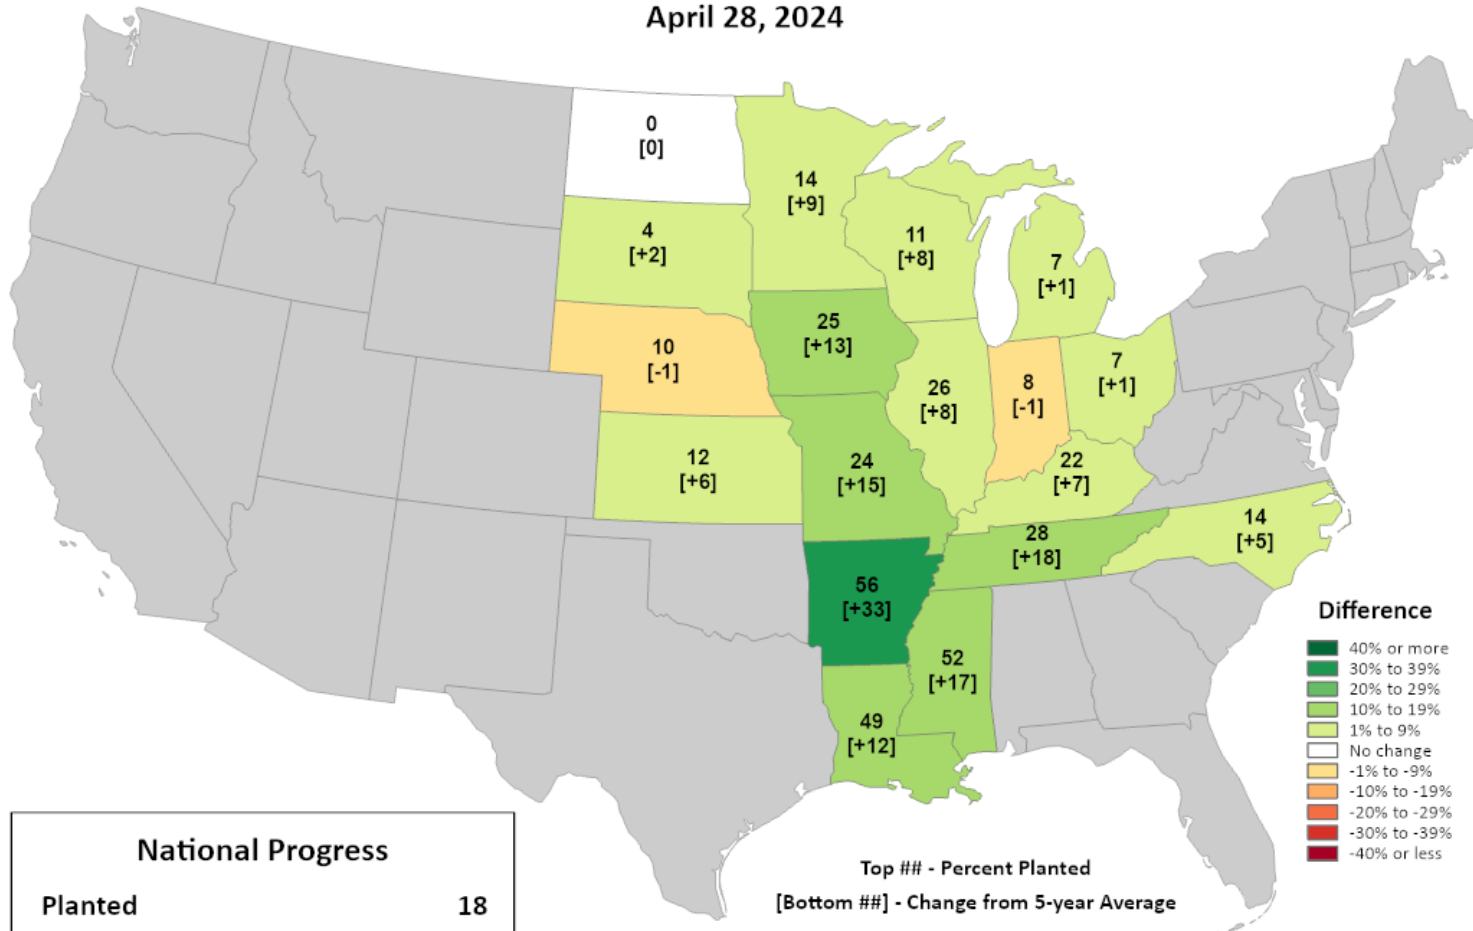 April 28, 2024
0
[0]
14
[+9]
4
[+2]
11
[+8]
7
[+1]
25
[+13]
10
[-1]
26
[+8]
8
[-1]
7
[+1]
12
[+6]
24
[+15]
22
[+7]
14
[+5]
28
[+18]
56
[+33]
52
[+17]
49
[+12]
Difference
40% or more
30% to 39%
20% to 29%
10% to 19%
1% to 9%
No change
-1% to -9%
-10% to -19%
-20% to -29%
-30% to -39%
-40% or less
National Progress
Planted 18
Top ## - Percent Planted
[Bottom ##] - Change from 5-year Average